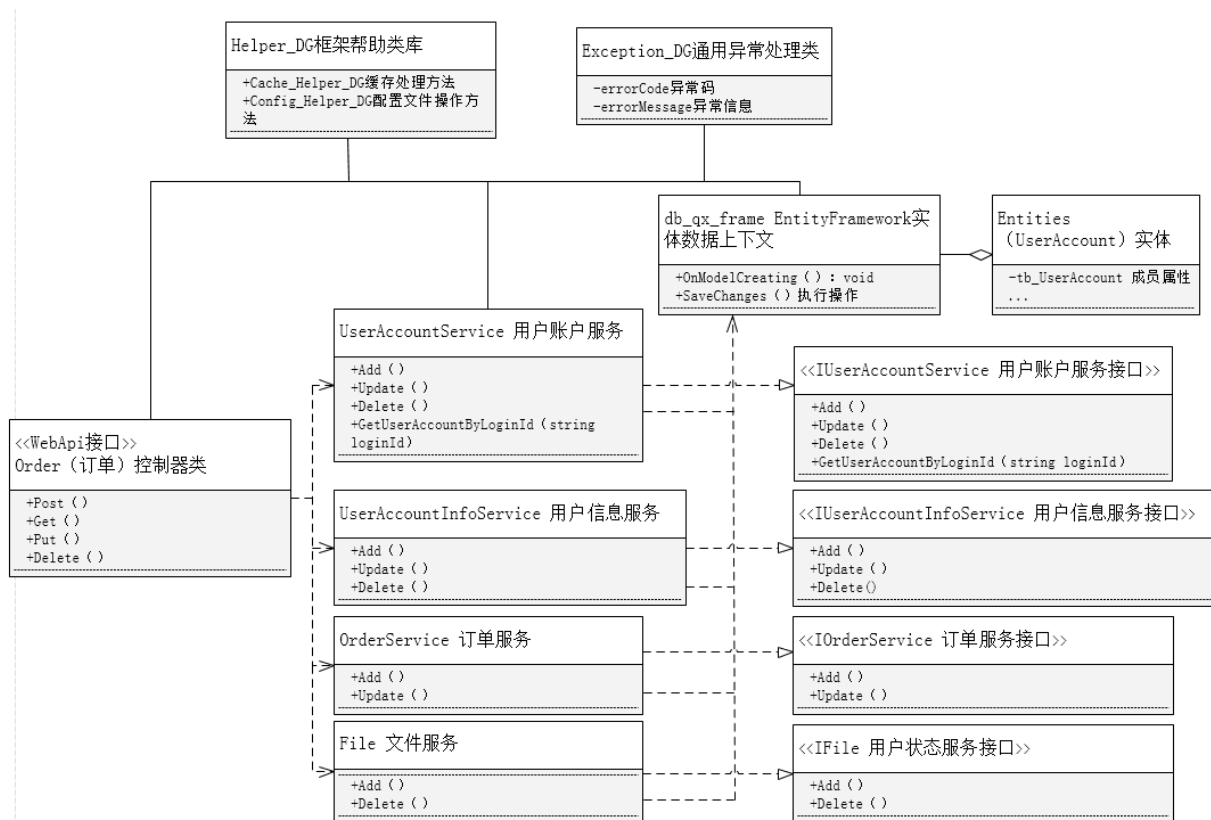 Helper_DG框架帮助类库
+Cache_Helper_DG缓存处理方法
+Config_Helper_DG配置文件操作方
法
Exception_DG通用异常处理类
-errorCode异常码
-errorMessage异常信息
db_qx_frame EntityFramework实
体数据上下文
+OnModelCreating（）：void
+SaveChanges（）执行操作
Entities
（UserAccount）实体
-tb_UserAccount 成员属性
...
UserAccountService 用户账户服务
+Add（）
+Update（）
+Delete（）
+GetUserAccountByLoginId（string
loginId）
<<IUserAccountService 用户账户服务接口>>
+Add（）
+Update（）
+Delete（）
+GetUserAccountByLoginId（string loginId）
<<WebApi接口>>
Order（订单）控制器类
+Post（）
+Get（）
+Put（）
+Delete（）
UserAccountInfoService 用户信息服务
+Add（）
+Update（）
+Delete（）
<<IUserAccountInfoService 用户信息服务接口>>
+Add（）
+Update（）
+Delete()
OrderService 订单服务
+Add（）
+Update（）
<<IOrderService 订单服务接口>>
+Add（）
+Update（）
File 文件服务
+Add（）
+Delete（）
<<IFile 用户状态服务接口>>
+Add（）
+Delete（）